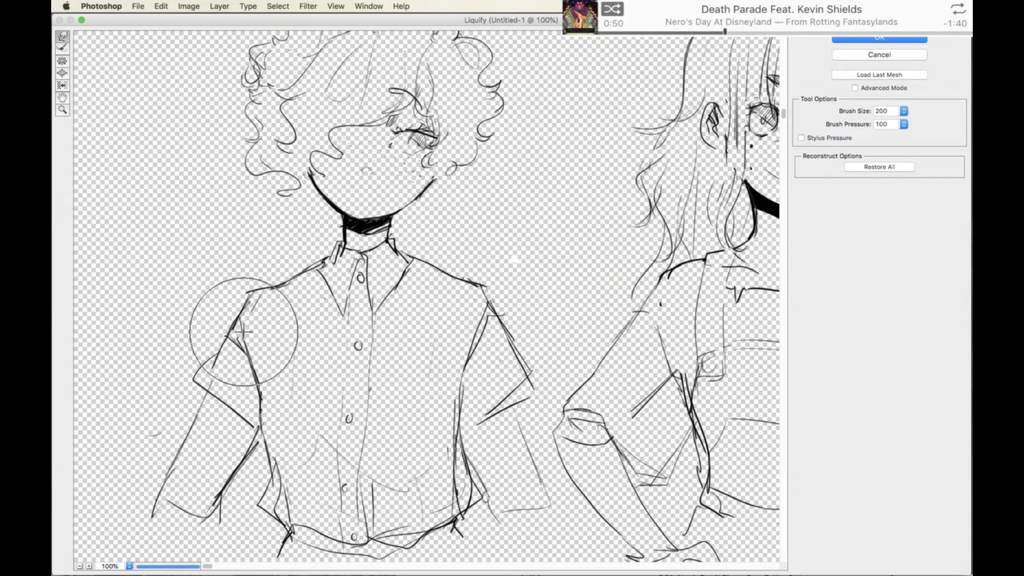 Photoshop File Edit Image Layer Type Select Filter View Window Help
Death Parade Feat. Kevin Shields
0:50 Nero's Day At Disneyland — From Rotting Fantasylands -1:40
Liquify (Untitled-1 @ 100%)
OK
Cancel
Load Last Mesh
Advanced Mode
Tool Options
Brush Size: 200
Brush Pressure: 100
Stylus Pressure
Reconstruct Options
Restore All
100%